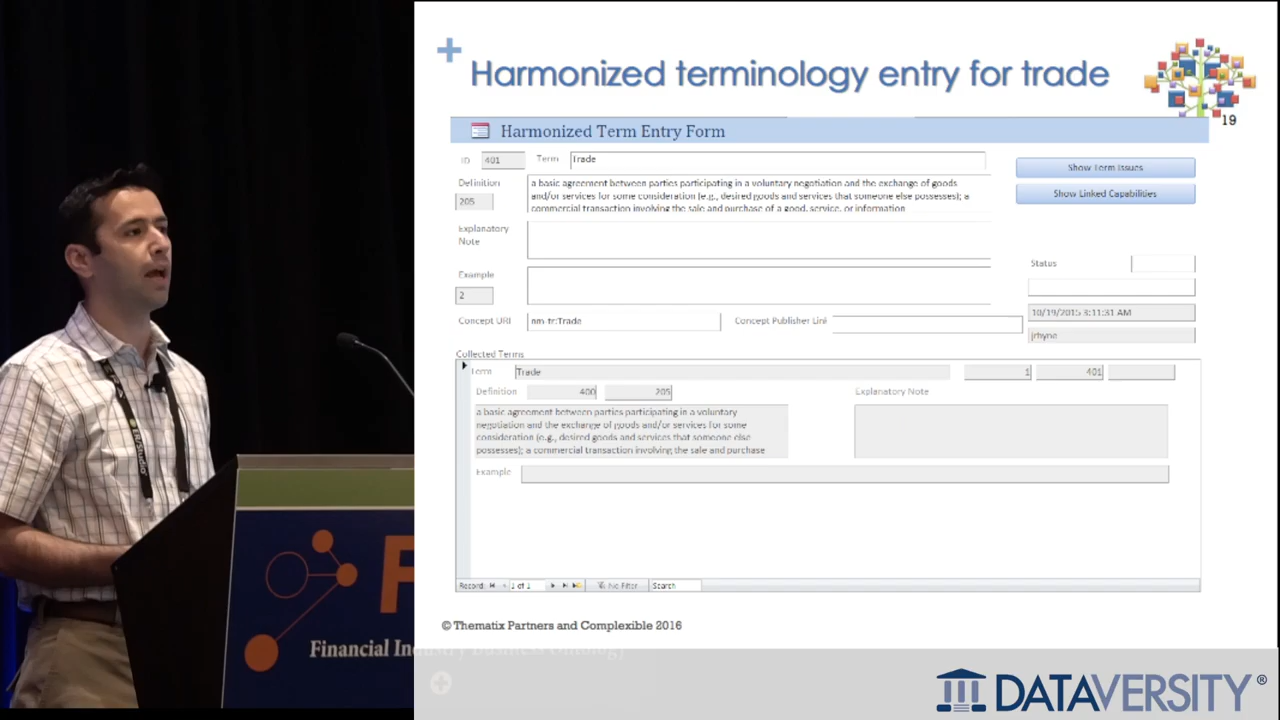 + Harmonized terminology entry for trade
19
Harmonized Term Entry Form
ID 401 Term Trade
Show Term Issues
Definition
205
a basic agreement between parties participating in a voluntary negotiation and the exchange of goods
and/or services for some consideration (e.g., desired goods and services that someone else possesses); a
commercial transaction involving the sale and purchase of a good, service, or information
Show Linked Capabilities
Explanatory
Note
Status
Example
2
10/19/2015 3:11:31 AM
Concept URI nm-tr:Trade Concept Publisher Link
jrhyne
Collected Terms
Term Trade 1 401
Definition 400 205 Explanatory Note
a basic agreement between parties participating in a voluntary
negotiation and the exchange of goods and/or services for some
consideration (e.g., desired goods and services that someone else
possesses); a commercial transaction involving the sale and purchase
Example
Record: 1 of 1 No Filter Search
© Thematix Partners and Complexible 2016
ER/Studio
F
Financial Industry Business Ontology
DATAVERSITY®